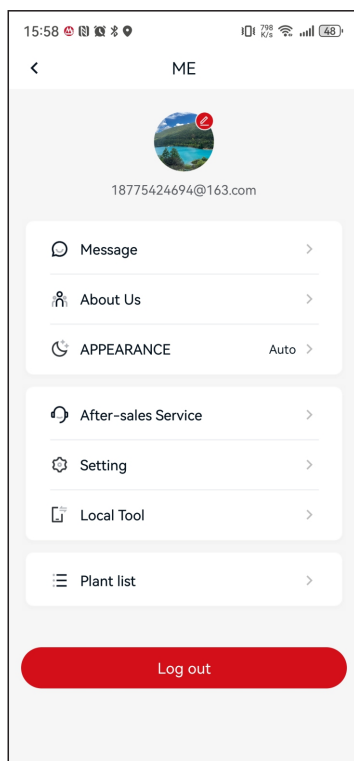 15:58 798 K/s 48
ME
18775424694@163.com
Message
About Us
APPEARANCE Auto
After-sales Service
Setting
Local Tool
Plant list
Log out